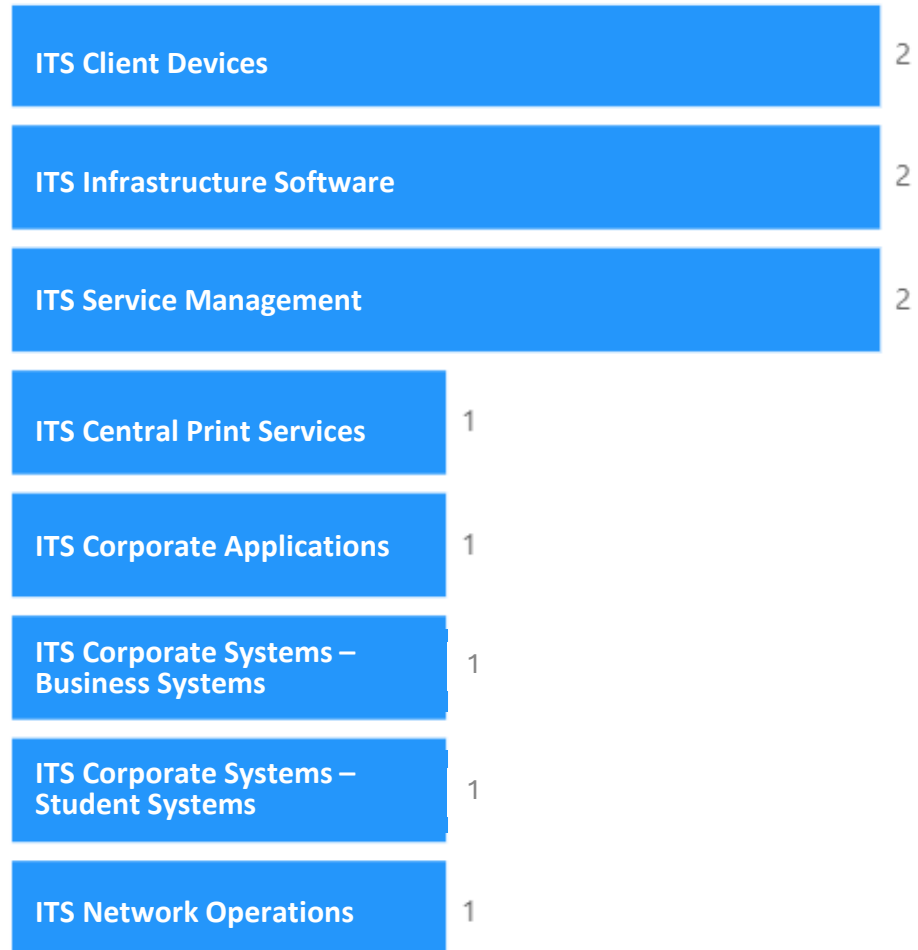 ITS Client Devices 2
ITS Infrastructure Software 2
ITS Service Management 2
ITS Central Print Services 1
ITS Corporate Applications 1
ITS Corporate Systems –
Business Systems 1
ITS Corporate Systems –
Student Systems 1
ITS Network Operations 1